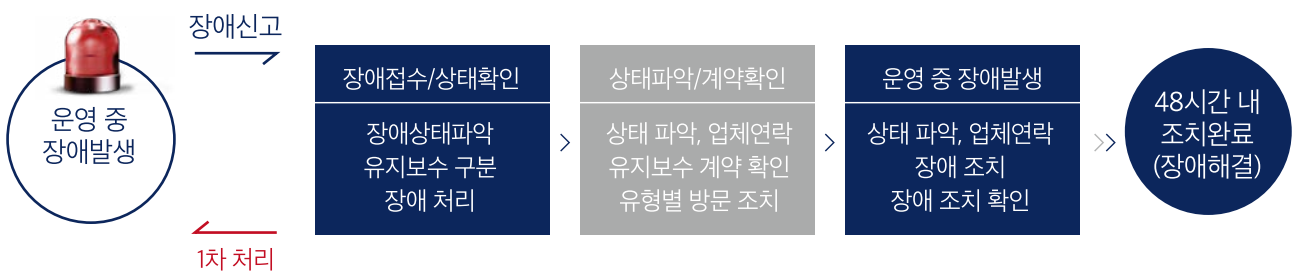 장애신고
운영 중
장애발생
1차 처리
장애접수/상태확인
장애상태파악
유지보수 구분
장애 처리
상태파악/계약확인
상태 파악, 업체연락
유지보수 계약 확인
유형별 방문 조치
운영 중 장애발생
상태 파악, 업체연락
장애 조치
장애 조치 확인
48시간 내
조치완료
(장애해결)